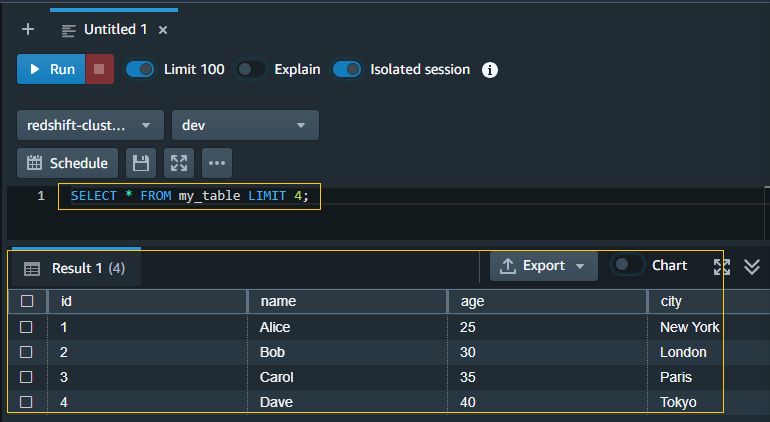 + Untitled 1 ×
Run Limit 100 Explain Isolated session i
redshift-clust... dev
Schedule ...
1 SELECT * FROM my_table LIMIT 4;
Result 1 (4) Export Chart
id name age city
1 Alice 25 New York
2 Bob 30 London
3 Carol 35 Paris
4 Dave 40 Tokyo